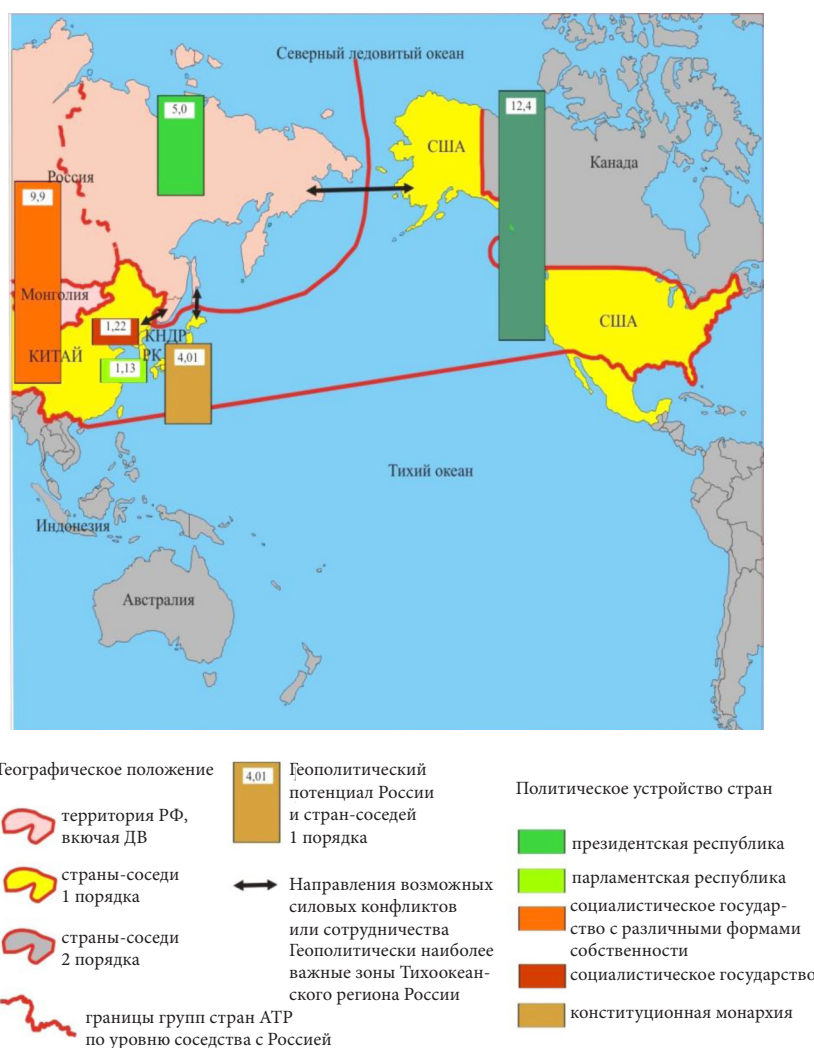 Северный ледовитый океан
5,0
12,4
США
Канада
Россия
9,9
Монголия
США
1,22
КНДР
КИТАЙ
РК
4,01
1,13
Тихий океан
Индонезия
Австралия
Географическое положение
территория РФ,
вкючая ДВ
страны-соседи
1 порядка
страны-соседи
2 порядка
границы групп стран АТР
по уровню соседства с Россией
4,01
Геополитический
потенциал России
и стран-соседей
1 порядка
Направления возможных
силовых конфликтов
или сотрудничества
Геополитически наиболее
важные зоны Тихоокеан-
ского региона России
Политическое устройство стран
президентская республика
парламентская республика
социалистическое государ-
ство с различными формами
собственности
социалистическое государство
конституционная монархия